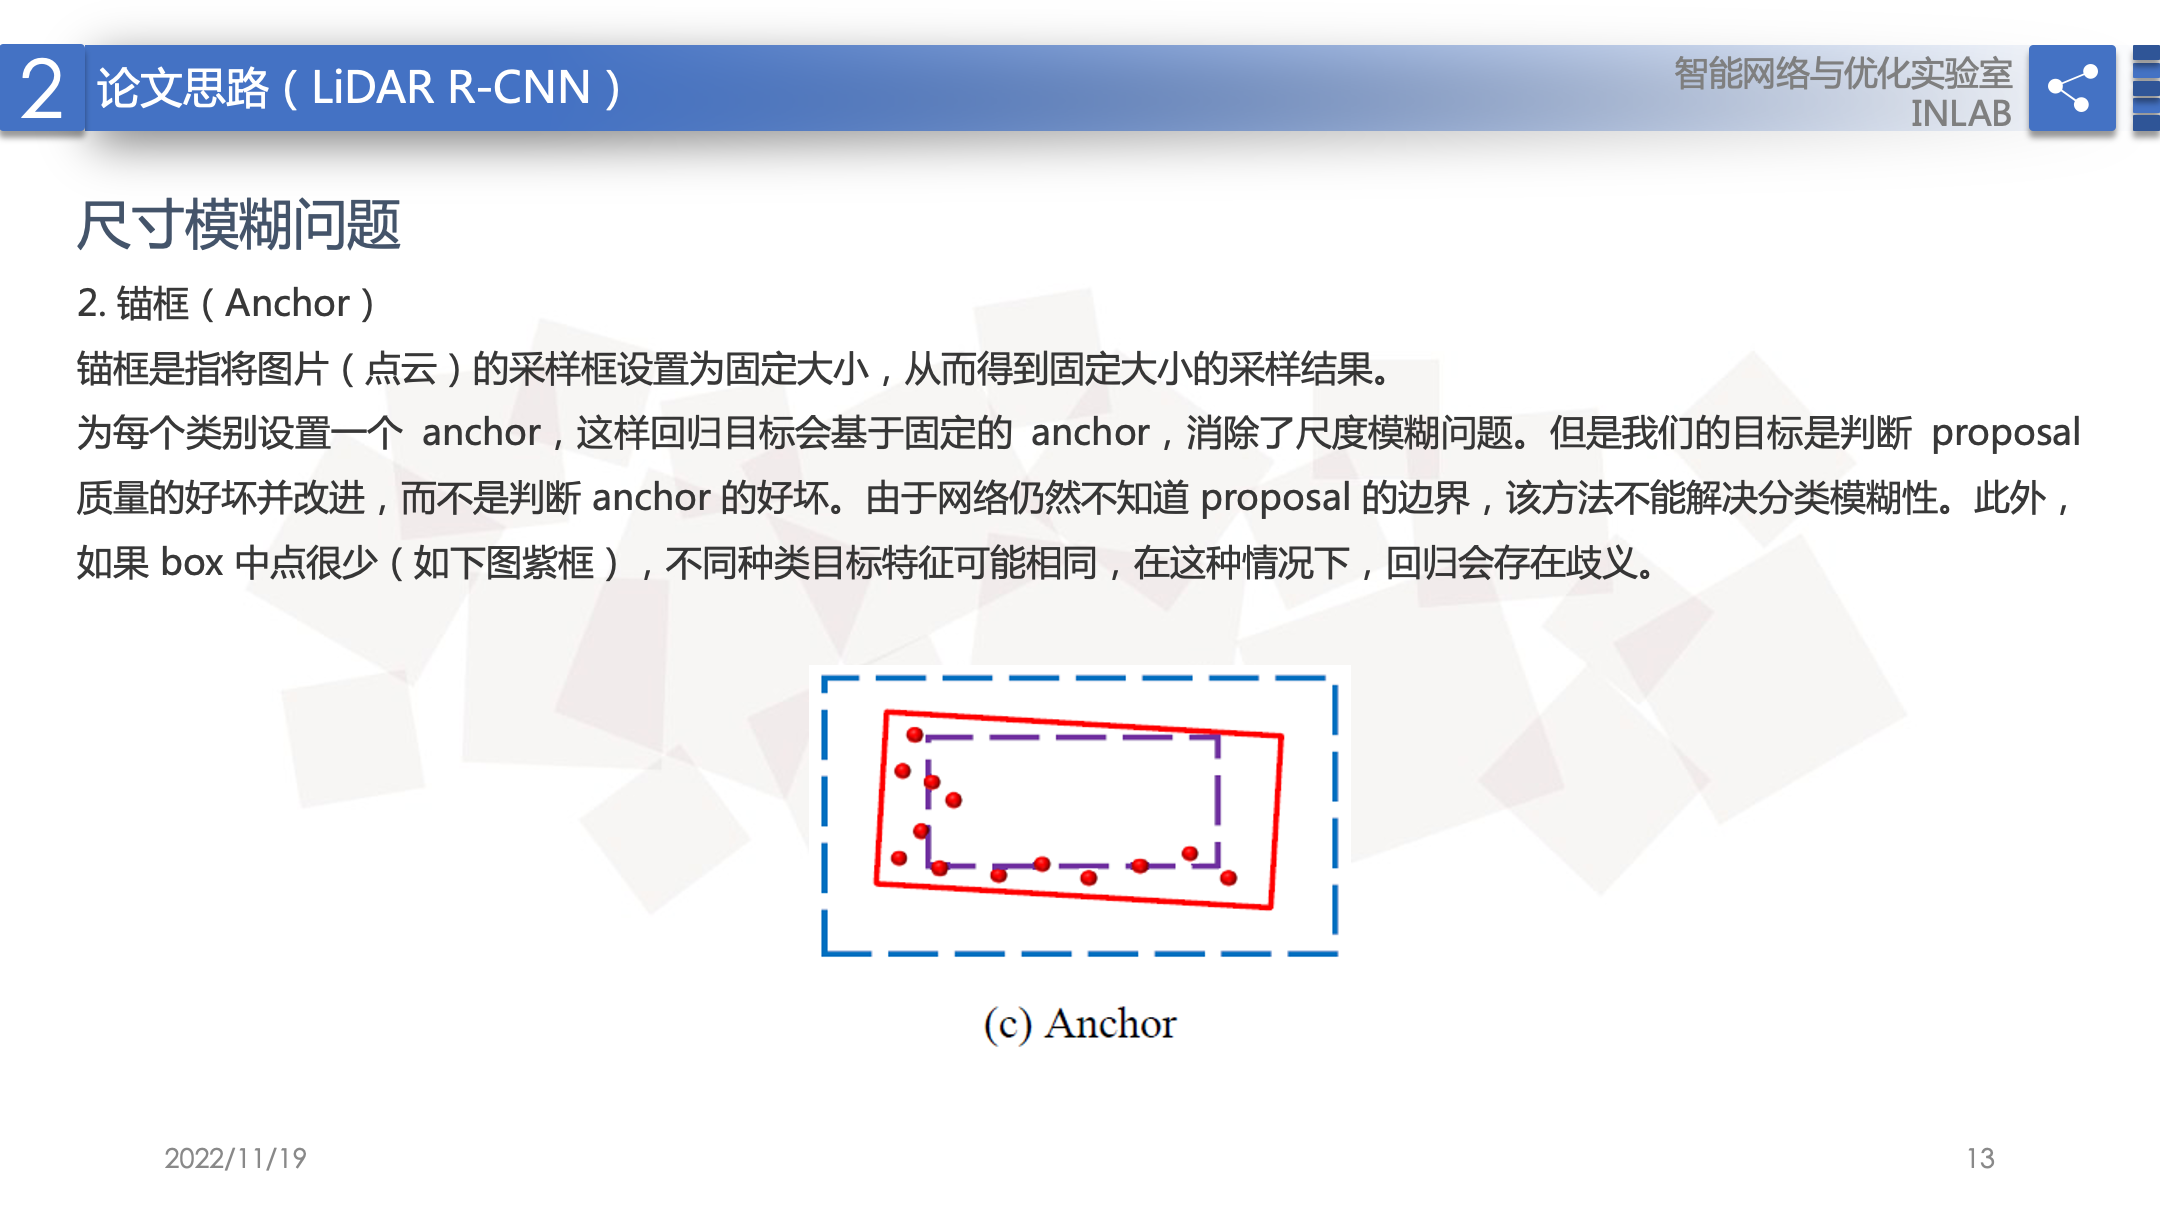 2
论文思路（LiDAR R-CNN）
智能网络与优化实验室
INLAB
尺寸模糊问题
2. 锚框（Anchor）
锚框是指将图片（点云）的采样框设置为固定大小，从而得到固定大小的采样结果。
为每个类别设置一个 anchor，这样回归目标会基于固定的 anchor，消除了尺度模糊问题。但是我们的目标是判断 proposal
质量的好坏并改进，而不是判断 anchor 的好坏。由于网络仍然不知道 proposal 的边界，该方法不能解决分类模糊性。此外，
如果 box 中点很少（如下图紫框），不同种类目标特征可能相同，在这种情况下，回归会存在歧义。
(c) Anchor
2022/11/19
13